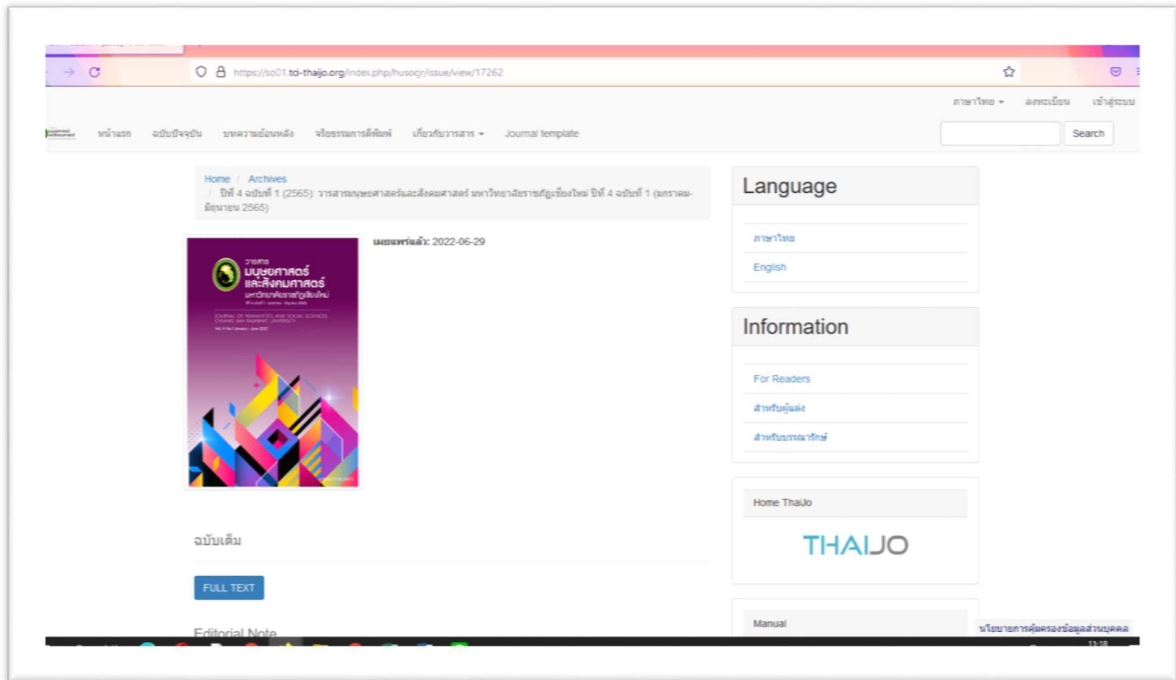 https://so01.tci-thaijo.org/index.php/husocjr/issue/view/17262
ภาษาไทย ลงทะเบียน เข้าสู่ระบบ
หน้าแรก ฉบับปัจจุบัน บทความย้อนหลัง จริยธรรมการตีพิมพ์ เกี่ยวกับวารสาร Journal template
Search
Home / Archives
/ ปีที่ 4 ฉบับที่ 1 (2565): วารสารมนุษยศาสตร์และสังคมศาสตร์ มหาวิทยาลัยราชภัฏเชียงใหม่ ปีที่ 4 ฉบับที่ 1 (มกราคม-
มิถุนายน 2565)
เผยแพร่แล้ว: 2022-06-29
วารสาร
มนุษยศาสตร์
และสังคมศาสตร์
มหาวิทยาลัยราชภัฏเชียงใหม่
JOURNAL OF HUMANITIES AND SOCIAL SCIENCES,
CHIANG MAI RAJABHAT UNIVERSITY
ฉบับเต็ม
FULL TEXT
Editorial Note
Language
ภาษาไทย
English
Information
For Readers
สำหรับผู้แต่ง
สำหรับบรรณารักษ์
Home ThaiJo
THAIJO
Manual
นโยบายการคุ้มครองข้อมูลส่วนบุคคล
13:18